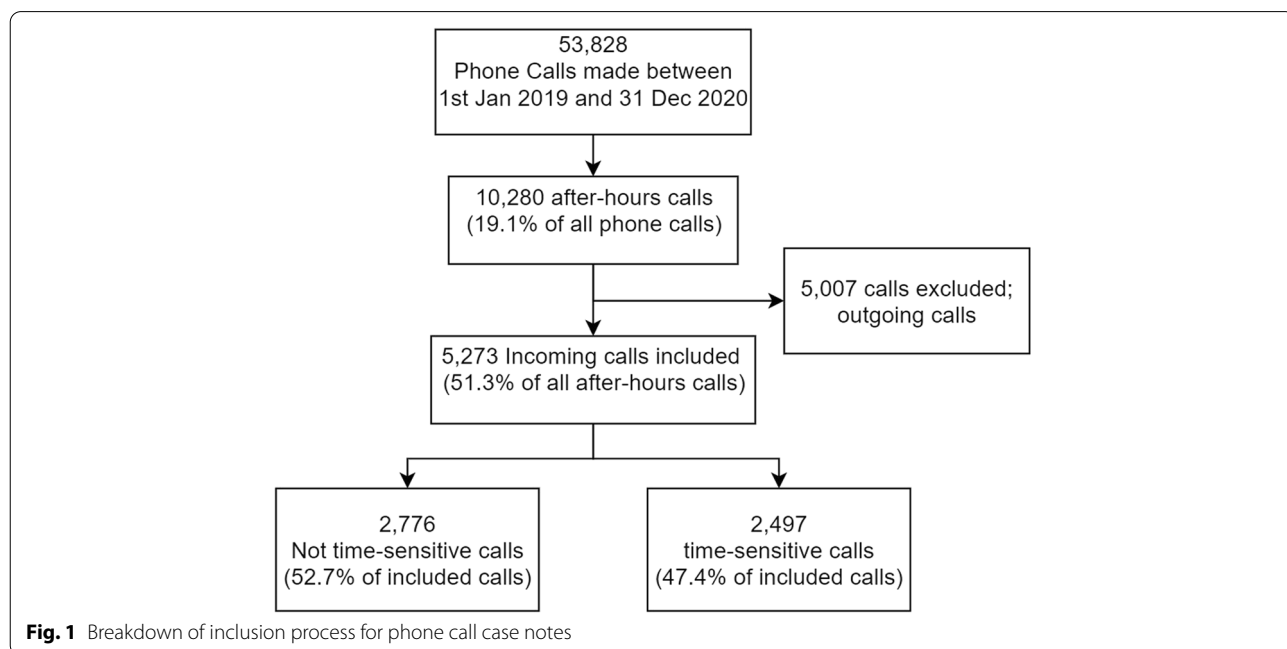 53,828
Phone Calls made between
1st Jan 2019 and 31 Dec 2020
10,280 after-hours calls
(19.1% of all phone calls)
5,007 calls excluded;
outgoing calls
5,273 Incoming calls included
(51.3% of all after-hours calls)
2,776
Not time-sensitive calls
(52.7% of included calls)
2,497
time-sensitive calls
(47.4% of included calls)
Fig. 1 Breakdown of inclusion process for phone call case notes